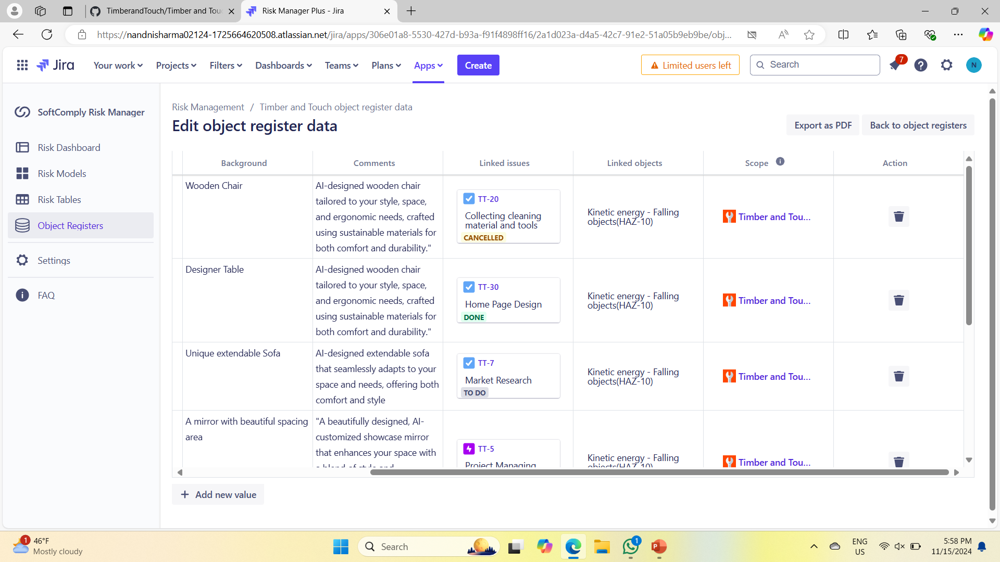 TimberandTouch/Timber and Touc
Risk Manager Plus - Jira
https://nandnisharma02124-1725664620508.atlassian.net/jira/apps/306e01a8-5530-427d-b93a-f91f4898ff16/2a1d023a-d4a5-42c7-91e2-51a05b9eb9be/obj...
Jira
Your work
Projects
Filters
Dashboards
Teams
Plans
Apps
Create
Limited users left
Search
7
N
SoftComply Risk Manager
Risk Dashboard
Risk Models
Risk Tables
Object Registers
Settings
FAQ
Risk Management / Timber and Touch object register data
Edit object register data
Export as PDF
Back to object registers
Background
Comments
Linked issues
Linked objects
Scope
Action
Wooden Chair
AI-designed wooden chair
tailored to your style, space,
and ergonomic needs, crafted
using sustainable materials for
both comfort and durability."
TT-20
Collecting cleaning
material and tools
CANCELLED
Kinetic energy - Falling
objects(HAZ-10)
Timber and Tou...
Designer Table
AI-designed wooden chair
tailored to your style, space,
and ergonomic needs, crafted
using sustainable materials for
both comfort and durability."
TT-30
Home Page Design
DONE
Kinetic energy - Falling
objects(HAZ-10)
Timber and Tou...
Unique extendable Sofa
AI-designed extendable sofa
that seamlessly adapts to your
space and needs, offering both
comfort and style
TT-7
Market Research
TO DO
Kinetic energy - Falling
objects(HAZ-10)
Timber and Tou...
A mirror with beautiful spacing
area
"A beautifully designed, AI-
customized showcase mirror
that enhances your space with
a blend of style and
TT-5
Project Managing
Kinetic energy - Falling
objects(HAZ-10)
Timber and Tou...
+ Add new value
1
46°F
Mostly cloudy
Search
1
ENG
US
5:58 PM
11/15/2024